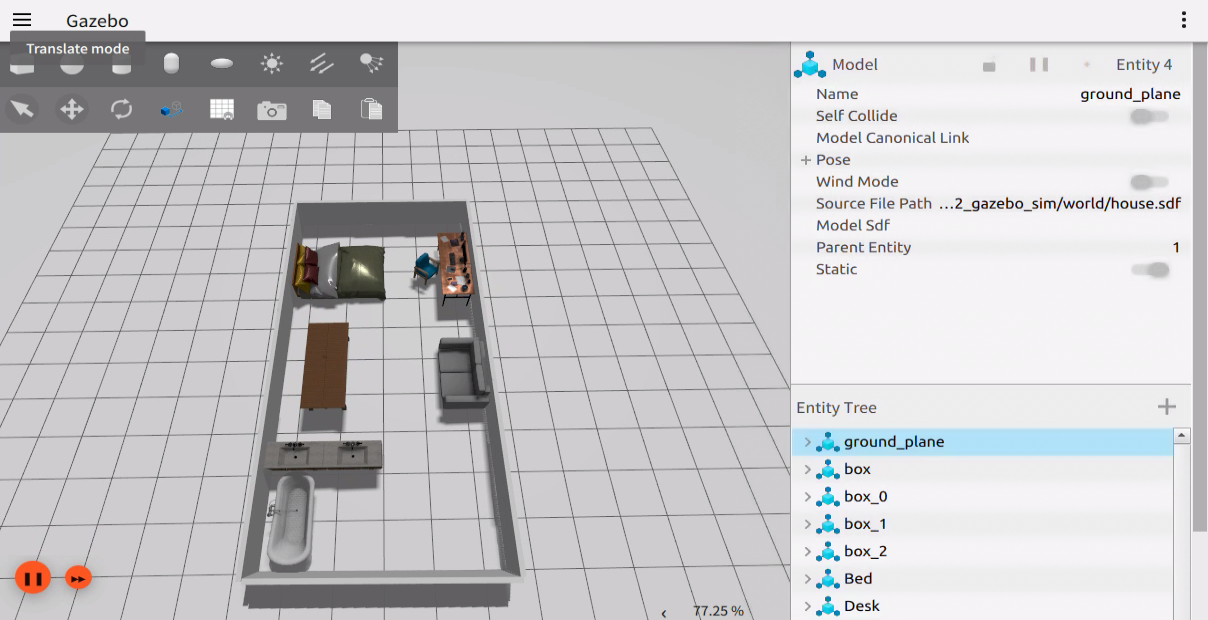 Gazebo
Translate mode
Model
Entity 4
Name
ground_plane
Self Collide
Model Canonical Link
Pose
Wind Mode
Source File Path ...2_gazebo_sim/world/house.sdf
Model Sdf
Parent Entity
1
Static
Entity Tree
ground_plane
box
box_0
box_1
box_2
Bed
Desk
77.25 %